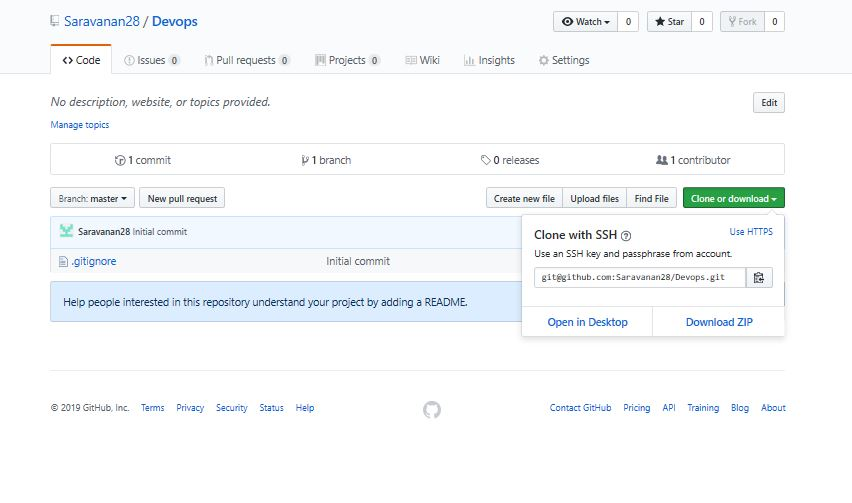 Saravanan28 / Devops
Watch 0 Star 0 Fork 0
Code Issues 0 Pull requests 0 Projects 0 Wiki Insights Settings
No description, website, or topics provided.
Edit
Manage topics
1 commit 1 branch 0 releases 1 contributor
Branch: master New pull request Create new file Upload files Find File Clone or download
Saravanan28 Initial commit
.gitignore Initial commit
Help people interested in this repository understand your project by adding a README.
Clone with SSH ? Use HTTPS
Use an SSH key and passphrase from account.
git@github.com:Saravanan28/Devops.git
Open in Desktop Download ZIP
© 2019 GitHub, Inc. Terms Privacy Security Status Help Contact GitHub Pricing API Training Blog About